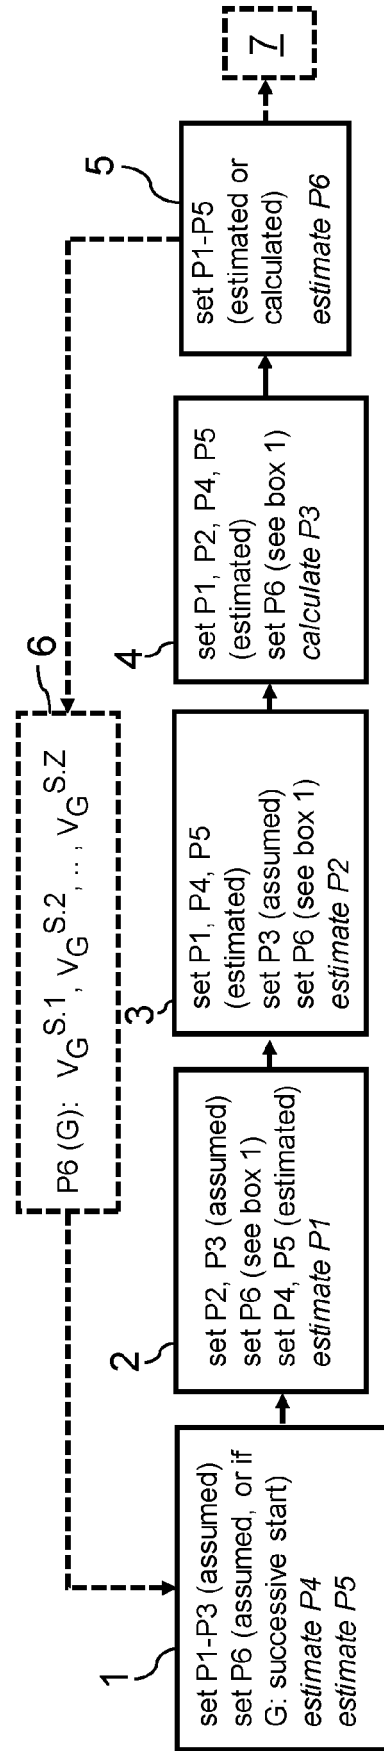 1
set P1-P3 (assumed)
set P6 (assumed, or if
G: successive start)
estimate P4
estimate P5
2
set P2, P3 (assumed)
set P6 (see box 1)
set P4, P5 (estimated)
estimate P1
3
set P1, P4, P5
(estimated)
set P3 (assumed)
set P6 (see box 1)
estimate P2
4
set P1, P2, P4, P5
(estimated)
set P6 (see box 1)
calculate P3
5
set P1-P5
(estimated or
calculated)
estimate P6
6
P6 (G): V_G^S.1, V_G^S.2, .., V_G^S.Z
7